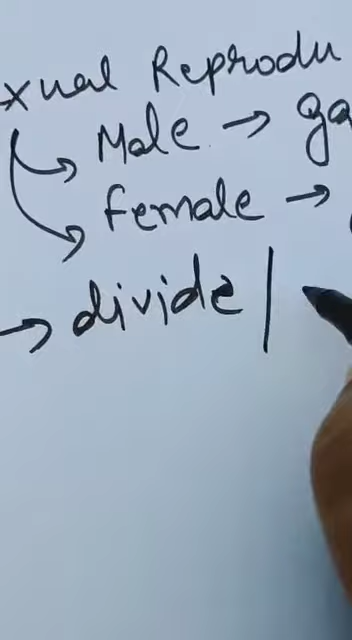 xual Reprodu
Male → ga
female →
→ divide |